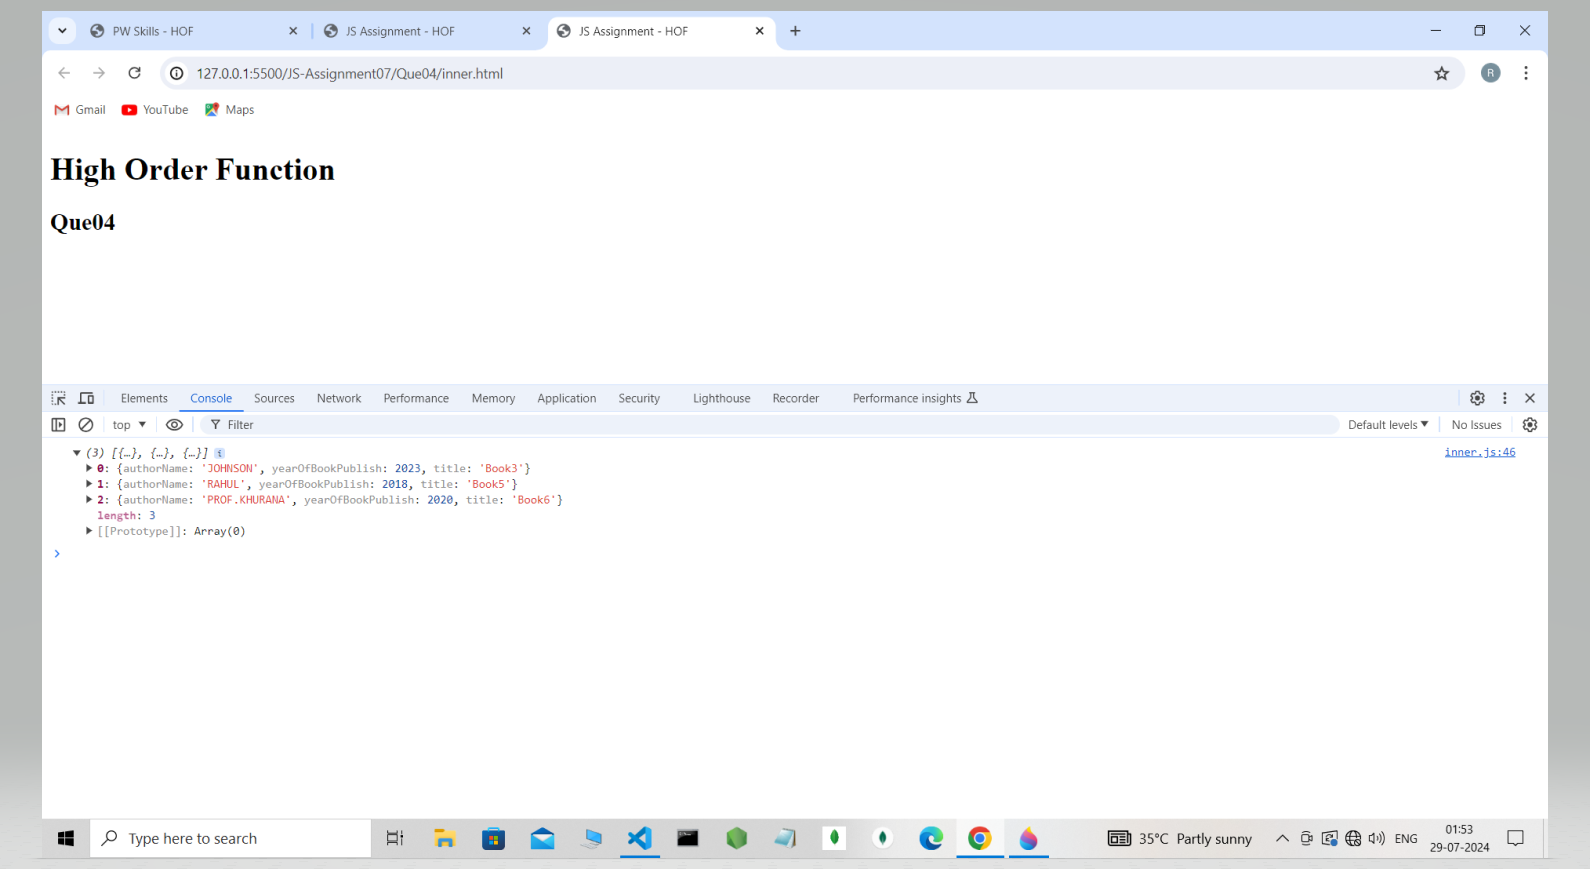 PW Skills - HOF
JS Assignment - HOF
JS Assignment - HOF
127.0.0.1:5500/JS-Assignment07/Que04/inner.html
R
Gmail
YouTube
Maps
High Order Function
Que04
Elements
Console
Sources
Network
Performance
Memory
Application
Security
Lighthouse
Recorder
Performance insights
top
Filter
Default levels
No Issues
(3) [{…}, {…}, {…}] i
inner.js:46
0: {authorName: 'JOHNSON', yearOfBookPublish: 2023, title: 'Book3'}
1: {authorName: 'RAHUL', yearOfBookPublish: 2018, title: 'Book5'}
2: {authorName: 'PROF.KHURANA', yearOfBookPublish: 2020, title: 'Book6'}
length: 3
[[Prototype]]: Array(0)
Type here to search
35°C Partly sunny
ENG
01:53
29-07-2024